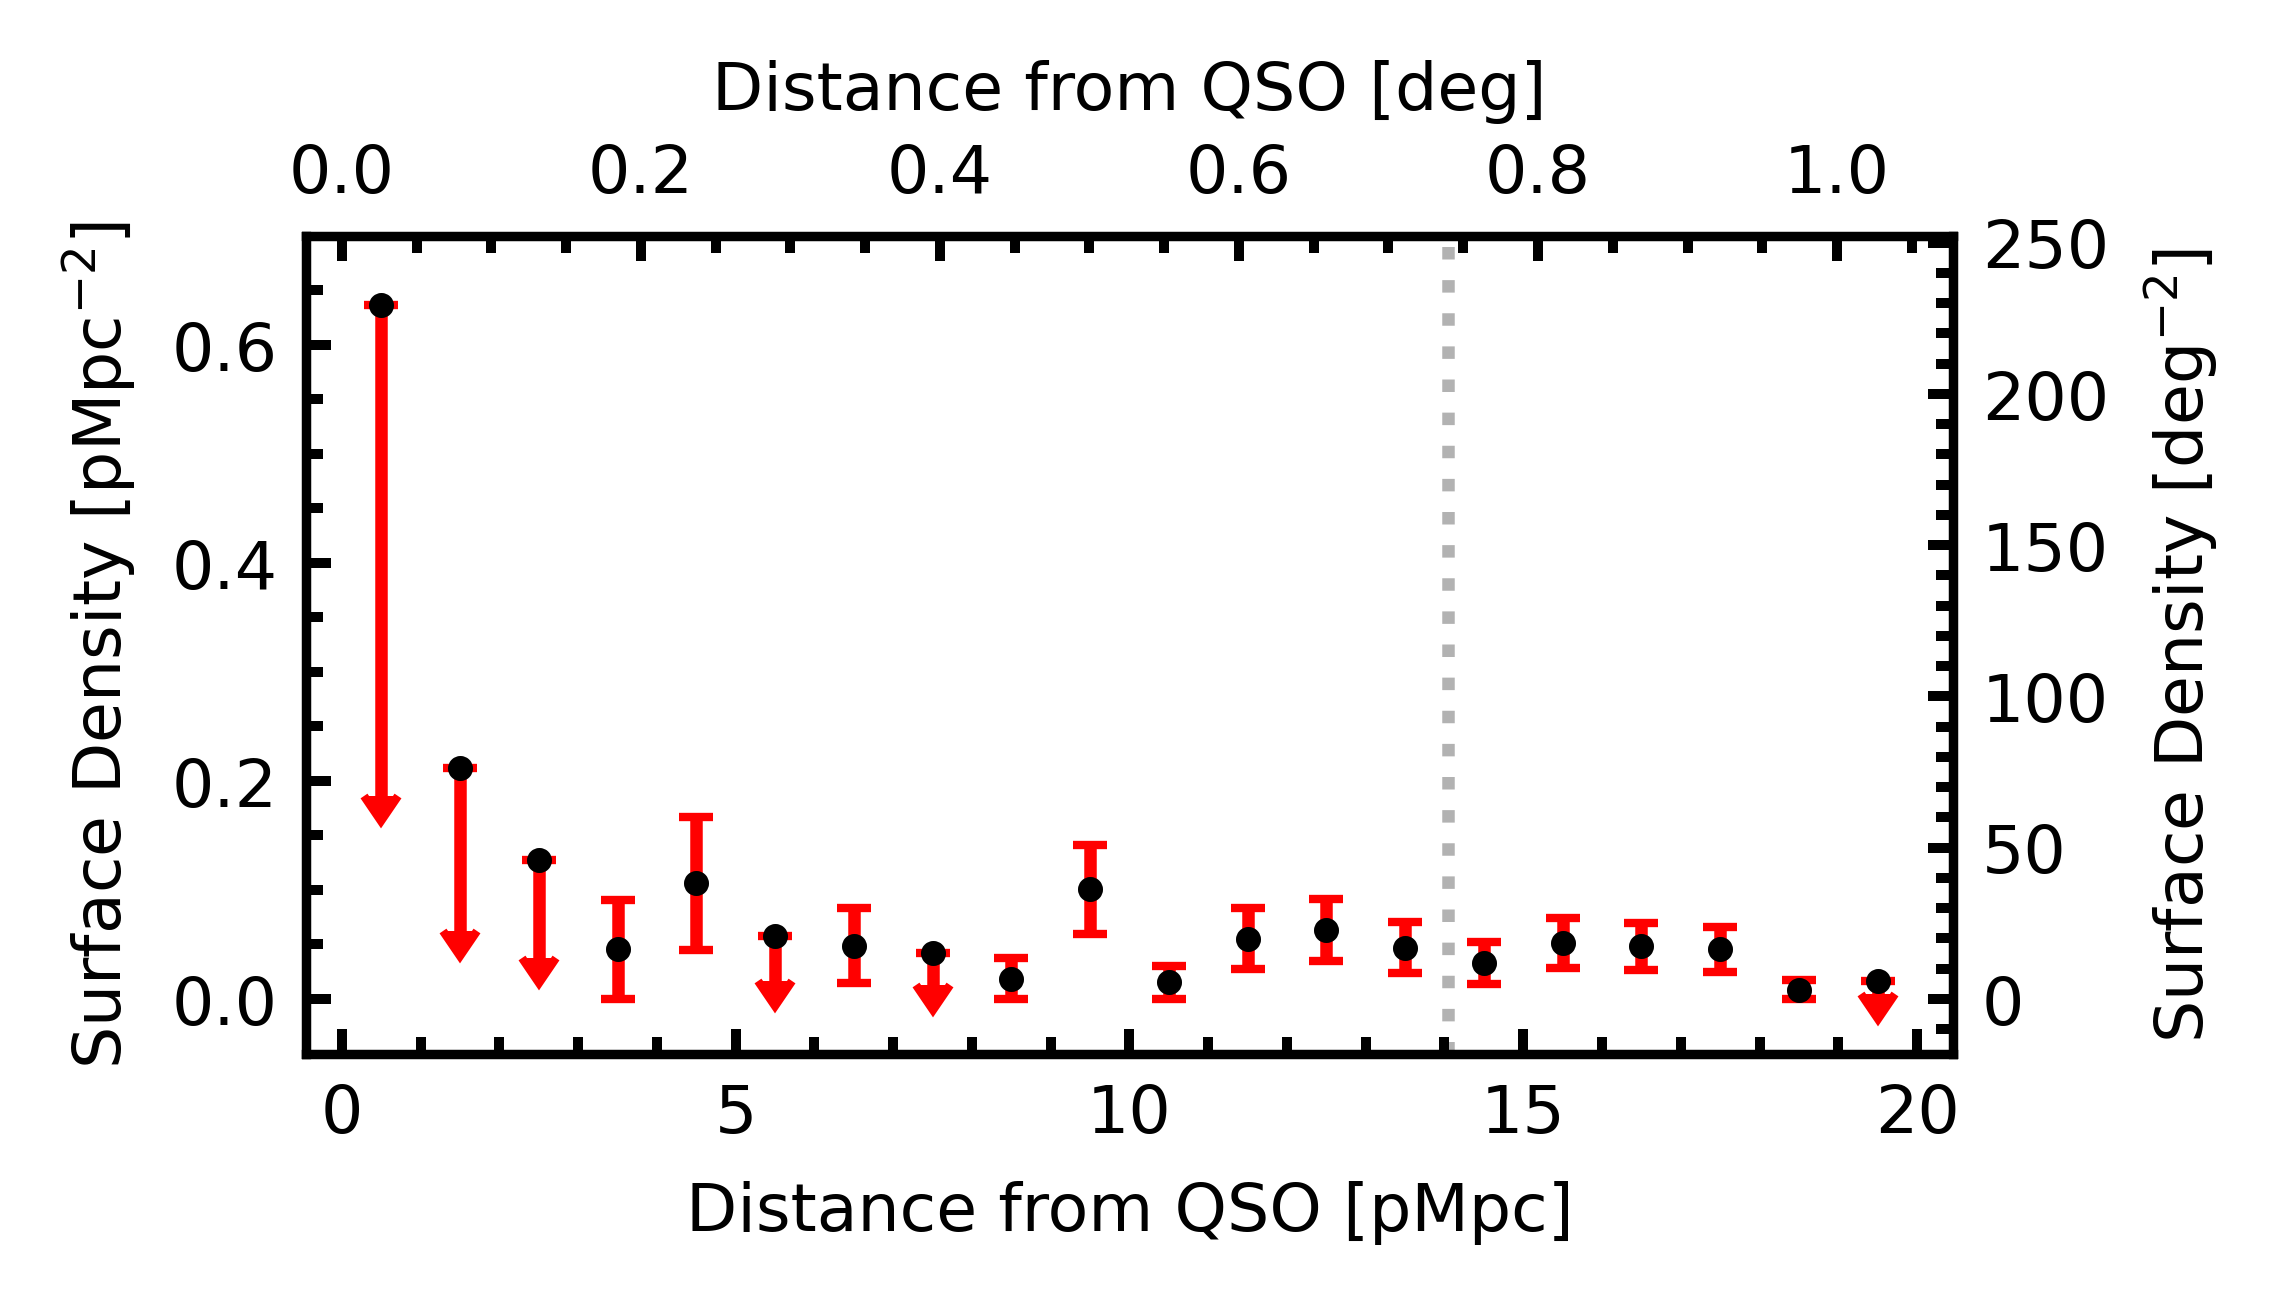 Distance from QSO [deg]
0.0 0.2 0.4 0.6 0.8 1.0
Surface Density [pMpc⁻²]
0.6
0.4
0.2
0.0
250
200
150
100
50
0
Surface Density [deg⁻²]
0 5 10 15 20
Distance from QSO [pMpc]